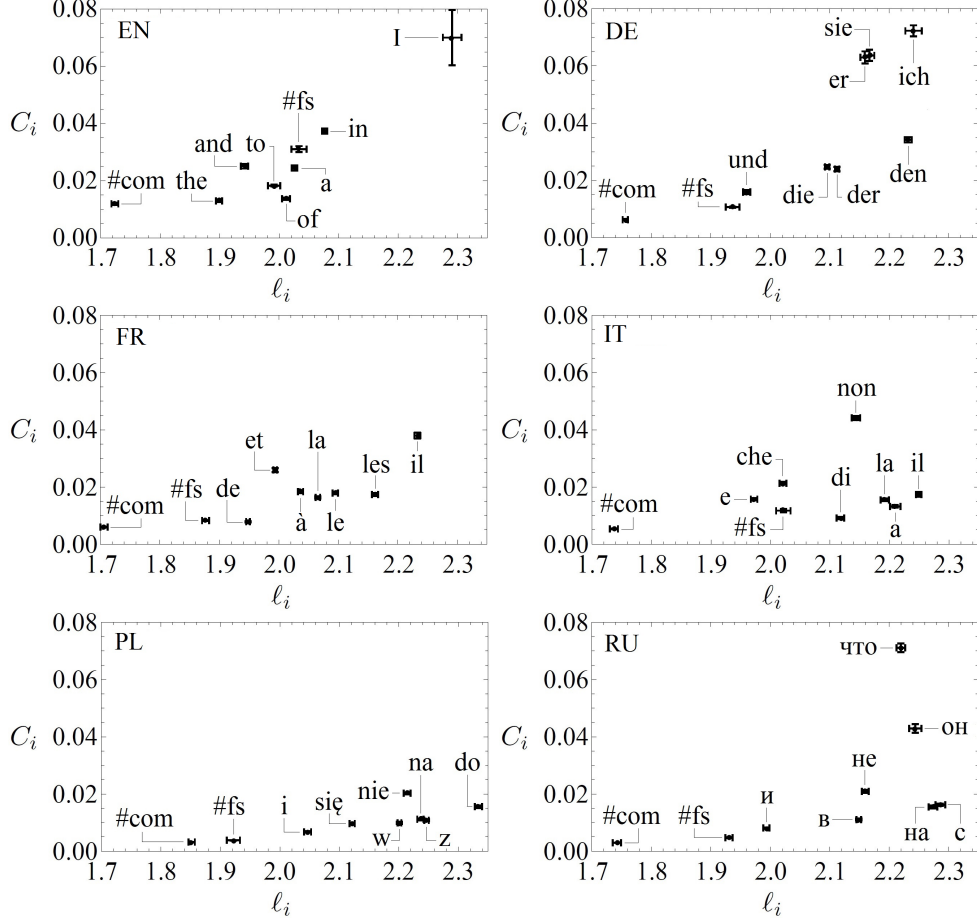 EN
DE
C_i
0.08
0.06
0.04
0.02
0.00
I
#fs
in
and
to
#com
the
a
of
1.7 1.8 1.9 2.0 2.1 2.2 2.3
ℓ_i
C_i
0.08
0.06
0.04
0.02
0.00
sie
er
ich
#com
#fs
und
die
der
den
1.7 1.8 1.9 2.0 2.1 2.2 2.3
ℓ_i
FR
C_i
0.08
0.06
0.04
0.02
0.00
#com
#fs
de
et
à
la
le
les
il
1.7 1.8 1.9 2.0 2.1 2.2 2.3
ℓ_i
IT
C_i
0.08
0.06
0.04
0.02
0.00
non
che
e
#com
#fs
di
la
a
il
1.7 1.8 1.9 2.0 2.1 2.2 2.3
ℓ_i
PL
C_i
0.08
0.06
0.04
0.02
0.00
#com
#fs
i
się
nie
w
na
z
do
1.7 1.8 1.9 2.0 2.1 2.2 2.3
ℓ_i
RU
C_i
0.08
0.06
0.04
0.02
0.00
что
он
не
#com
#fs
и
в
на
с
1.7 1.8 1.9 2.0 2.1 2.2 2.3
ℓ_i